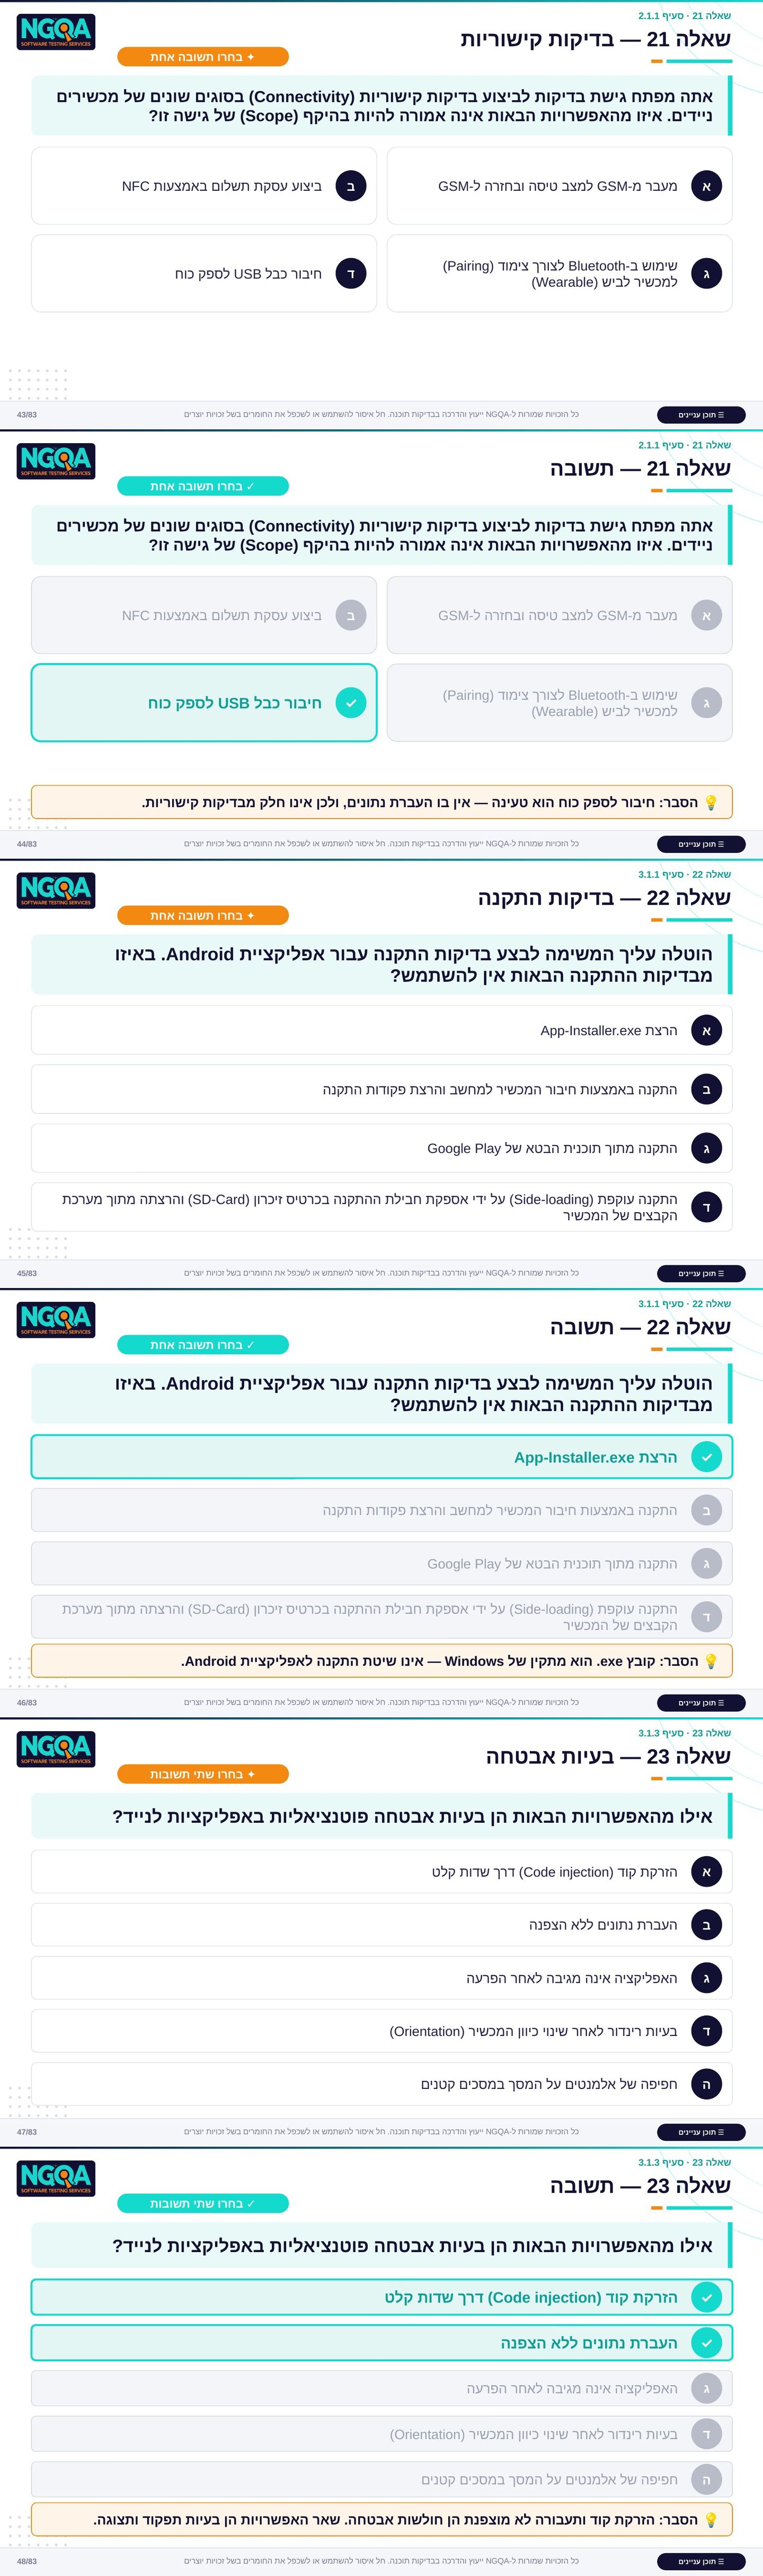 שאלה 21 · סעיף 2.1.1
שאלה 21 — בדיקות קישוריות
NGQA
SOFTWARE TESTING SERVICES
✦ בחרו תשובה אחת
אתה מפתח גישת בדיקות לביצוע בדיקות קישוריות (Connectivity) בסוגים שונים של מכשירים
ניידים. איזו מהאפשרויות הבאות אינה אמורה להיות בהיקף (Scope) של גישה זו?
א מעבר מ-GSM למצב טיסה ובחזרה ל-GSM
ב ביצוע עסקת תשלום באמצעות NFC
ג שימוש ב-Bluetooth לצורך צימוד (Pairing)
למכשיר לביש (Wearable)
ד חיבור כבל USB לספק כוח
☰ תוכן עניינים
כל הזכויות שמורות ל-NGQA ייעוץ והדרכה בבדיקות תוכנה. חל איסור להשתמש או לשכפל את החומרים בשל זכויות יוצרים
43/83
שאלה 21 · סעיף 2.1.1
שאלה 21 — תשובה
NGQA
SOFTWARE TESTING SERVICES
✓ בחרו תשובה אחת
אתה מפתח גישת בדיקות לביצוע בדיקות קישוריות (Connectivity) בסוגים שונים של מכשירים
ניידים. איזו מהאפשרויות הבאות אינה אמורה להיות בהיקף (Scope) של גישה זו?
א מעבר מ-GSM למצב טיסה ובחזרה ל-GSM
ב ביצוע עסקת תשלום באמצעות NFC
ג שימוש ב-Bluetooth לצורך צימוד (Pairing)
למכשיר לביש (Wearable)
✓ חיבור כבל USB לספק כוח
💡 הסבר: חיבור לספק כוח הוא טעינה — אין בו העברת נתונים, ולכן אינו חלק מבדיקות קישוריות.
☰ תוכן עניינים
כל הזכויות שמורות ל-NGQA ייעוץ והדרכה בבדיקות תוכנה. חל איסור להשתמש או לשכפל את החומרים בשל זכויות יוצרים
44/83
שאלה 22 · סעיף 3.1.1
שאלה 22 — בדיקות התקנה
NGQA
SOFTWARE TESTING SERVICES
✦ בחרו תשובה אחת
הוטלה עליך המשימה לבצע בדיקות התקנה עבור אפליקציית Android. באיזו
מבדיקות ההתקנה הבאות אין להשתמש?
א הרצת App-Installer.exe
ב התקנה באמצעות חיבור המכשיר למחשב והרצת פקודות התקנה
ג התקנה מתוך תוכנית הבטא של Google Play
ד התקנה עוקפת (Side-loading) על ידי אספקת חבילת ההתקנה בכרטיס זיכרון (SD-Card) והרצתה מתוך מערכת
הקבצים של המכשיר
☰ תוכן עניינים
כל הזכויות שמורות ל-NGQA ייעוץ והדרכה בבדיקות תוכנה. חל איסור להשתמש או לשכפל את החומרים בשל זכויות יוצרים
45/83
שאלה 22 · סעיף 3.1.1
שאלה 22 — תשובה
NGQA
SOFTWARE TESTING SERVICES
✓ בחרו תשובה אחת
הוטלה עליך המשימה לבצע בדיקות התקנה עבור אפליקציית Android. באיזו
מבדיקות ההתקנה הבאות אין להשתמש?
✓ הרצת App-Installer.exe
ב התקנה באמצעות חיבור המכשיר למחשב והרצת פקודות התקנה
ג התקנה מתוך תוכנית הבטא של Google Play
ד התקנה עוקפת (Side-loading) על ידי אספקת חבילת ההתקנה בכרטיס זיכרון (SD-Card) והרצתה מתוך מערכת
הקבצים של המכשיר
💡 הסבר: קובץ exe. הוא מתקין של Windows — אינו שיטת התקנה לאפליקציית Android.
☰ תוכן עניינים
כל הזכויות שמורות ל-NGQA ייעוץ והדרכה בבדיקות תוכנה. חל איסור להשתמש או לשכפל את החומרים בשל זכויות יוצרים
46/83
שאלה 23 · סעיף 3.1.3
שאלה 23 — בעיות אבטחה
NGQA
SOFTWARE TESTING SERVICES
✦ בחרו שתי תשובות
אילו מהאפשרויות הבאות הן בעיות אבטחה פוטנציאליות באפליקציות לנייד?
א הזרקת קוד (Code injection) דרך שדות קלט
ב העברת נתונים ללא הצפנה
ג האפליקציה אינה מגיבה לאחר הפרעה
ד בעיות רינדור לאחר שינוי כיוון המכשיר (Orientation)
ה חפיפה של אלמנטים על המסך במסכים קטנים
☰ תוכן עניינים
כל הזכויות שמורות ל-NGQA ייעוץ והדרכה בבדיקות תוכנה. חל איסור להשתמש או לשכפל את החומרים בשל זכויות יוצרים
47/83
שאלה 23 · סעיף 3.1.3
שאלה 23 — תשובה
NGQA
SOFTWARE TESTING SERVICES
✓ בחרו שתי תשובות
אילו מהאפשרויות הבאות הן בעיות אבטחה פוטנציאליות באפליקציות לנייד?
✓ הזרקת קוד (Code injection) דרך שדות קלט
✓ העברת נתונים ללא הצפנה
ג האפליקציה אינה מגיבה לאחר הפרעה
ד בעיות רינדור לאחר שינוי כיוון המכשיר (Orientation)
ה חפיפה של אלמנטים על המסך במסכים קטנים
💡 הסבר: הזרקת קוד ותעבורה לא מוצפנת הן חולשות אבטחה. שאר האפשרויות הן בעיות תפקוד ותצוגה.
☰ תוכן עניינים
כל הזכויות שמורות ל-NGQA ייעוץ והדרכה בבדיקות תוכנה. חל איסור להשתמש או לשכפל את החומרים בשל זכויות יוצרים
48/83